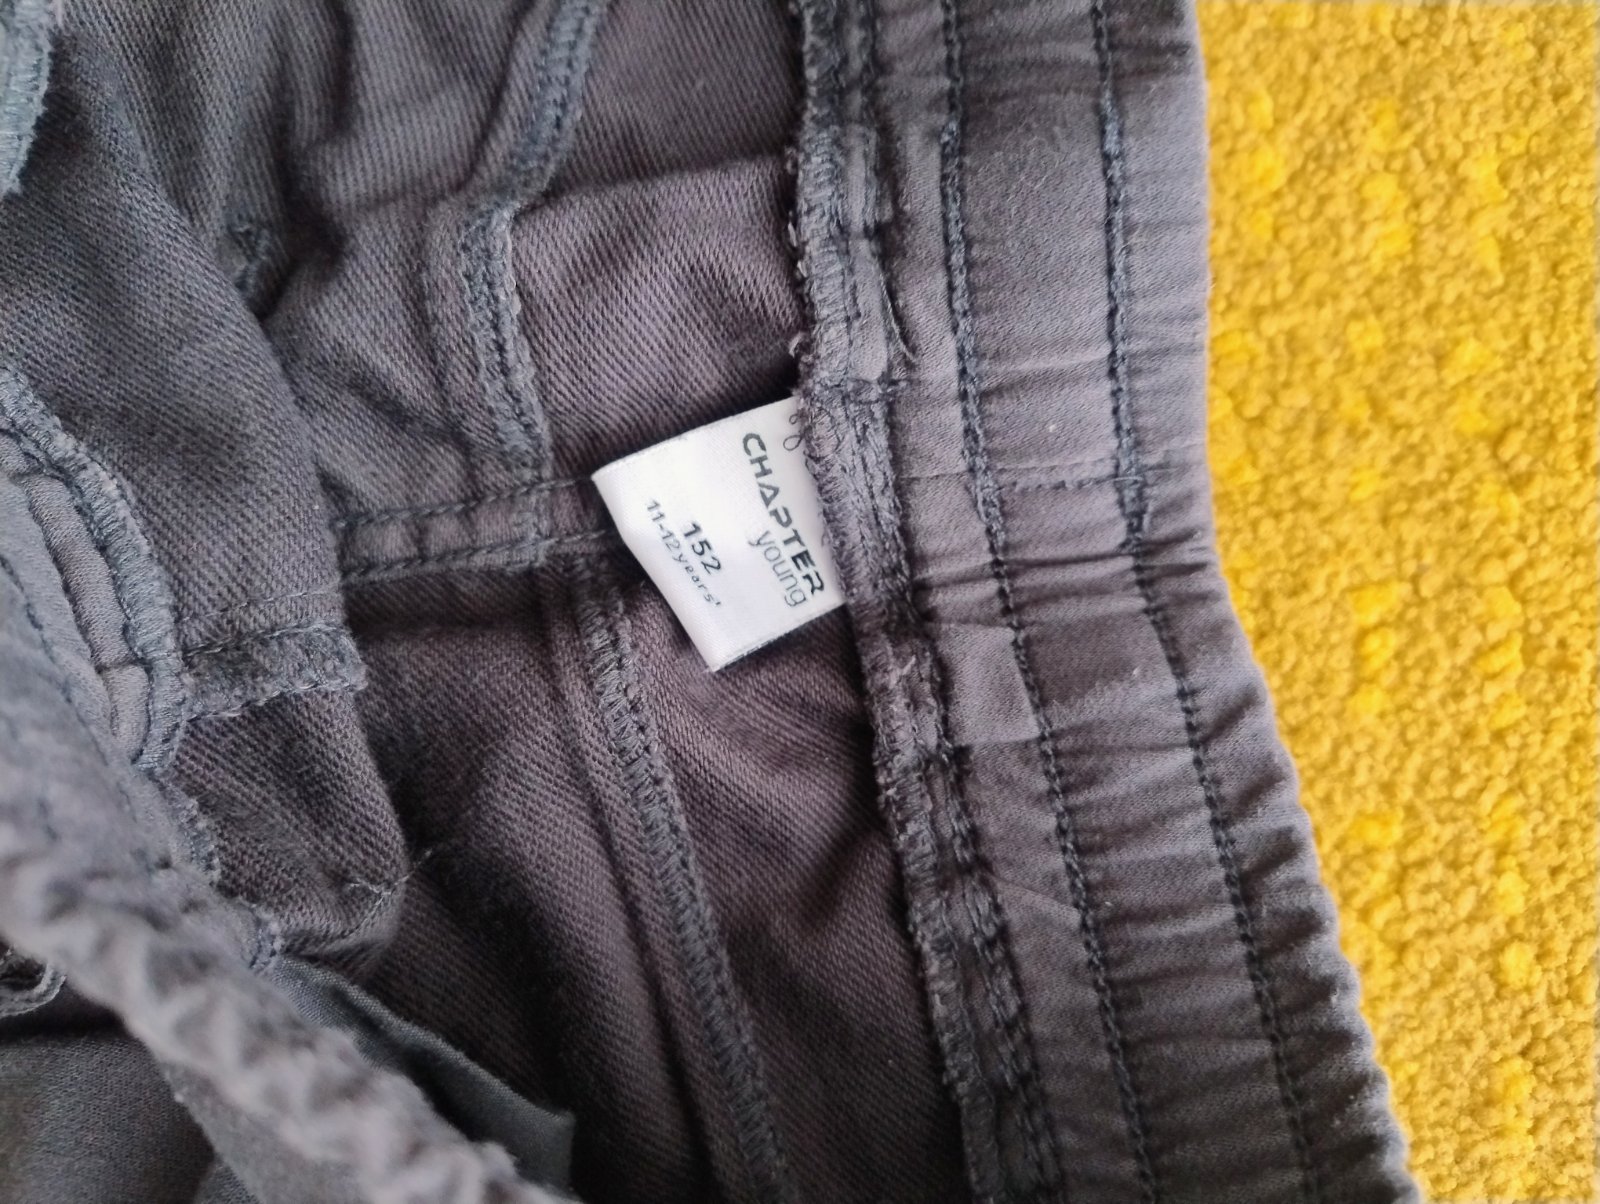 CHAPTER
young
152
11-12 years'